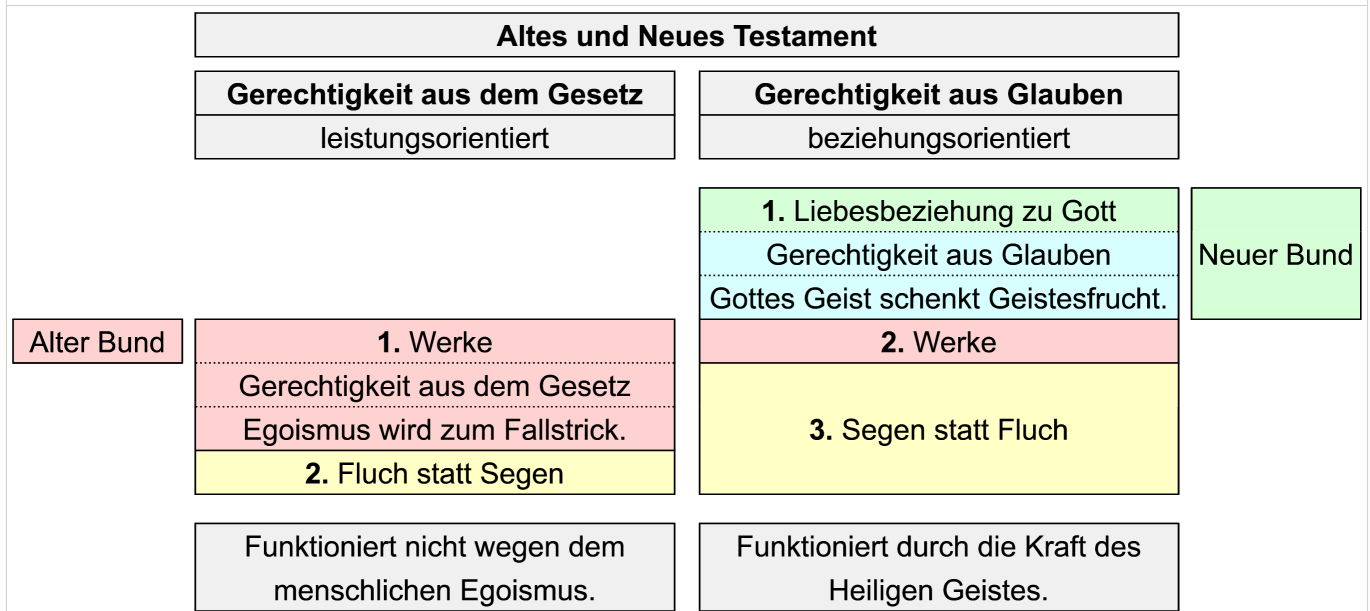 Altes und Neues Testament
Gerechtigkeit aus dem Gesetz
leistungsorientiert
Gerechtigkeit aus Glauben
beziehungsorientiert
1. Liebesbeziehung zu Gott
Gerechtigkeit aus Glauben
Gottes Geist schenkt Geistesfrucht.
Neuer Bund
Alter Bund
1. Werke
Gerechtigkeit aus dem Gesetz
Egoismus wird zum Fallstrick.
2. Fluch statt Segen
2. Werke
3. Segen statt Fluch
Funktioniert nicht wegen dem
menschlichen Egoismus.
Funktioniert durch die Kraft des
Heiligen Geistes.